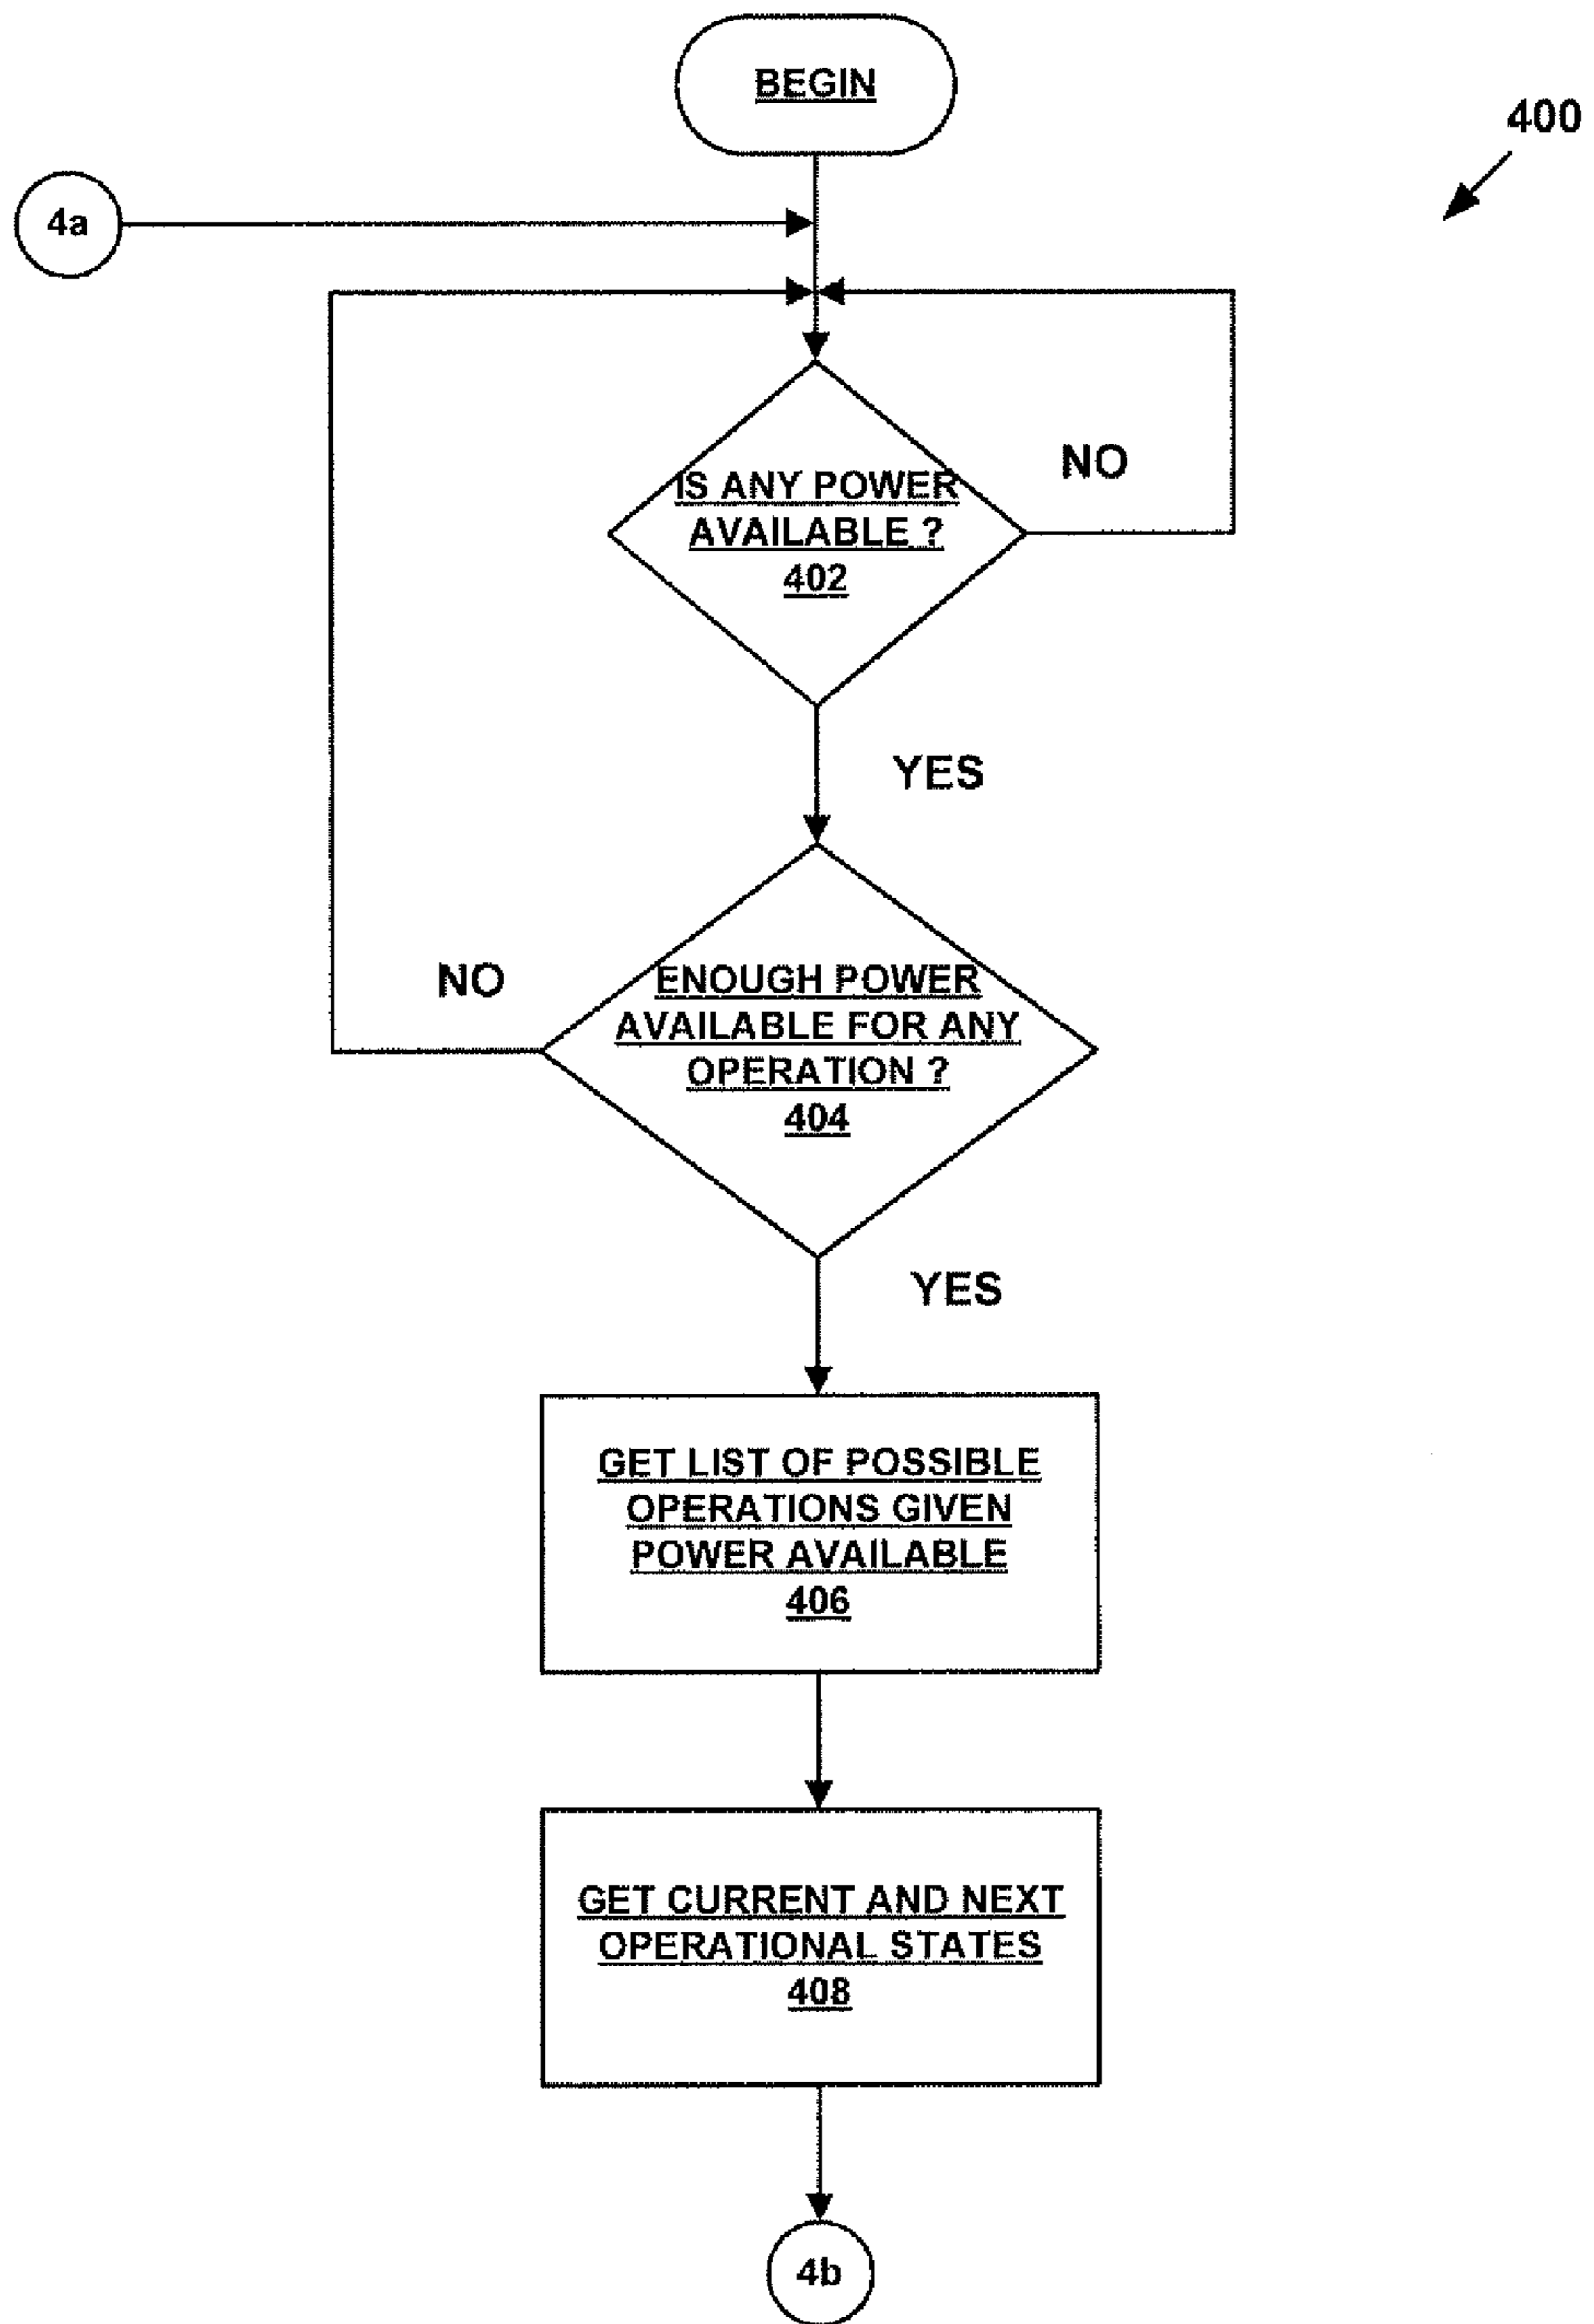 BEGIN
400
4a
IS ANY POWER
AVAILABLE ?
402
NO
YES
NO
ENOUGH POWER
AVAILABLE FOR ANY
OPERATION ?
404
YES
GET LIST OF POSSIBLE
OPERATIONS GIVEN
POWER AVAILABLE
406
GET CURRENT AND NEXT
OPERATIONAL STATES
408
4b